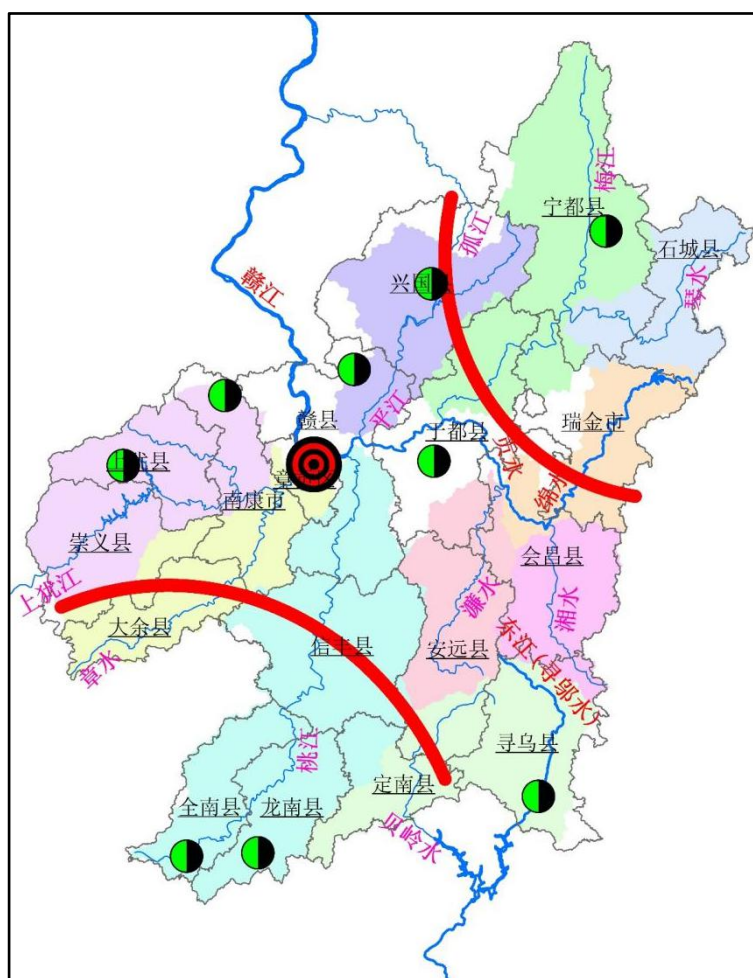 梅江
宁都县
孤江
石城县
琴水
赣江
兴国
平江
赣县
瑞金市
于都县
贡水
绵水
上犹县
章
南康市
崇义县
会昌县
上犹江
濂水
湘水
大余县
信丰县
安远县
东江(寻邬水)
章水
桃江
寻乌县
定南县
全南县
龙南县
贝岭水